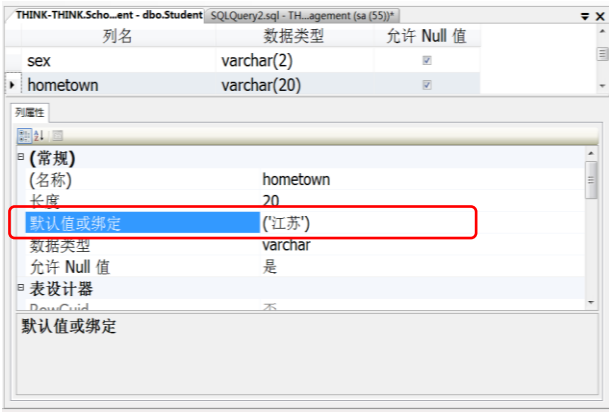 THINK-THINK.Scho...ent - dbo.Student SQLQuery2.sql - TH...agement (sa (55))*
列名 数据类型 允许 Null 值
sex varchar(2)
hometown varchar(20)
列属性
(常规)
(名称) hometown
长度 20
默认值或绑定 ('江苏')
数据类型 varchar
允许 Null 值 是
表设计器
RowGuid 否
默认值或绑定